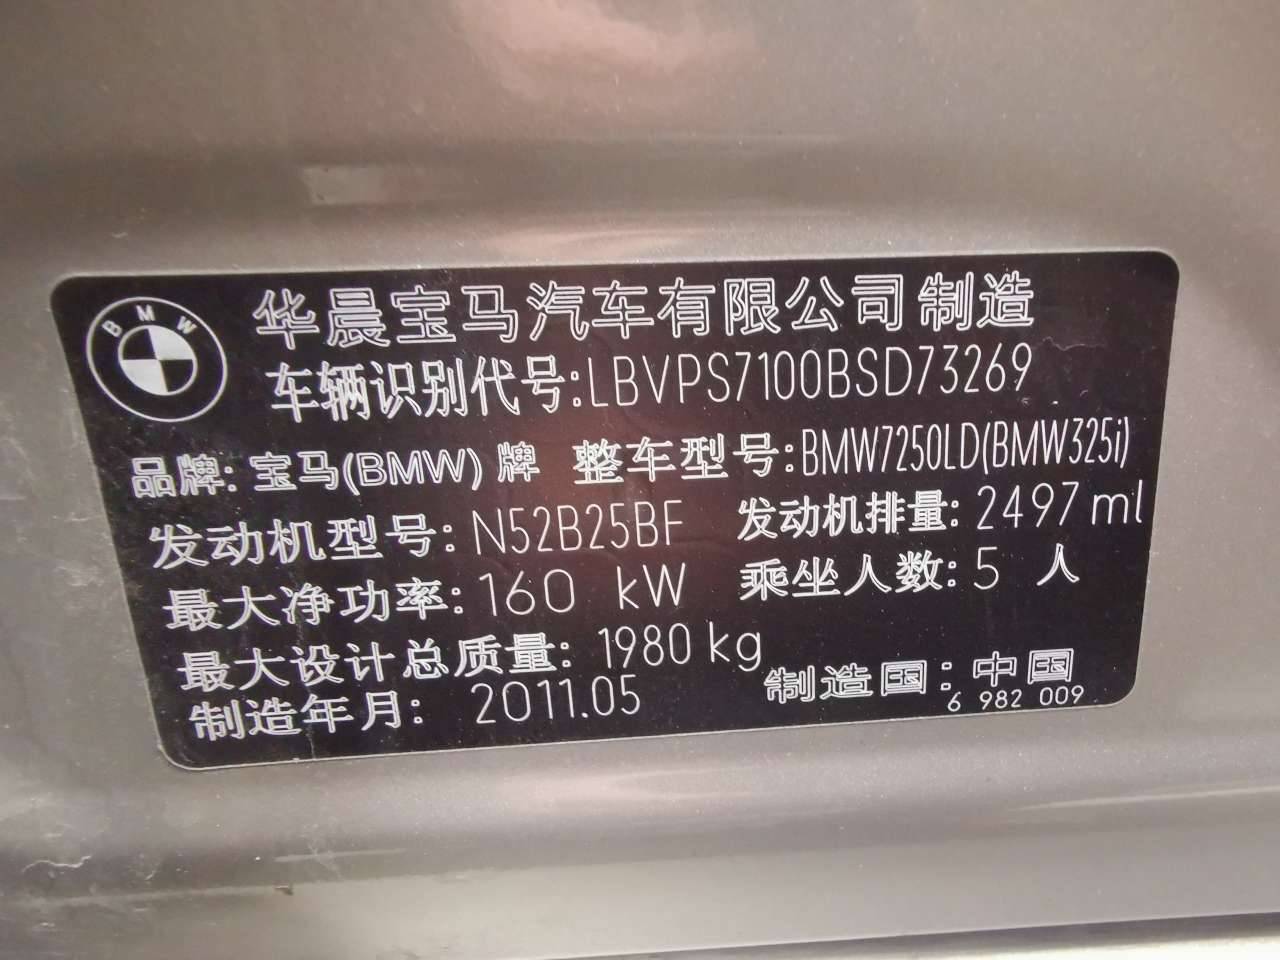 BMW
华晨宝马汽车有限公司 制造
车辆识别代号:LBVPS7100BSD73269
品牌: 宝马(BMW) 牌 整车型号:BMW7250LD(BMW325i)
发动机型号: N52B25BF 发动机排量: 2497 ml
最大净功率: 160 kW 乘坐人数: 5 人
最大设计总质量: 1980 kg
制造年月: 2011.05 制造国: 中国
6 982 009